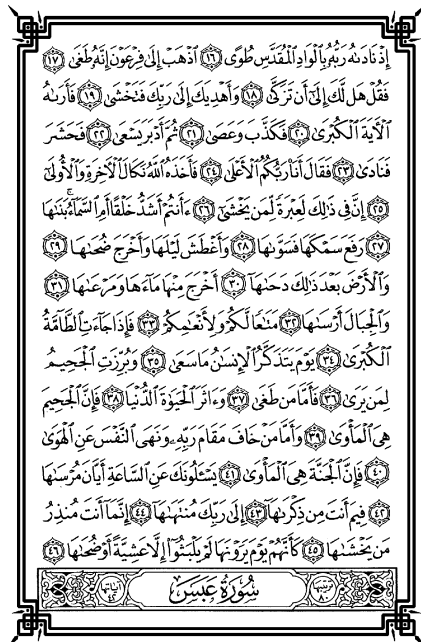 إِذْ نَادَىٰهُ رَبُّهُۥ بِٱلْوَادِ ٱلْمُقَدَّسِ طُوًى ١٦ ٱذْهَبْ إِلَىٰ فِرْعَوْنَ إِنَّهُۥ طَغَىٰ ١٧
فَقُلْ هَل لَّكَ إِلَىٰٓ أَن تَزَكَّىٰ ١٨ وَأَهْدِيَكَ إِلَىٰ رَبِّكَ فَتَخْشَىٰ ١٩ فَأَرَىٰهُ
ٱلْـَٔايَةَ ٱلْكُبْرَىٰ ٢٠ فَكَذَّبَ وَعَصَىٰ ٢١ ثُمَّ أَدْبَرَ يَسْعَىٰ ٢٢ فَحَشَرَ
فَنَادَىٰ ٢٣ فَقَالَ أَنَا۠ رَبُّكُمُ ٱلْأَعْلَىٰ ٢٤ فَأَخَذَهُ ٱللَّهُ نَكَالَ ٱلْـَٔاخِرَةِ وَٱلْأُولَىٰٓ
٢٥ إِنَّ فِى ذَٰلِكَ لَعِبْرَةً لِّمَن يَخْشَىٰٓ ٢٦ ءَأَنتُمْ أَشَدُّ خَلْقًا أَمِ ٱلسَّمَآءُ ۚ بَنَىٰهَا
٢٧ رَفَعَ سَمْكَهَا فَسَوَّىٰهَا ٢٨ وَأَغْطَشَ لَيْلَهَا وَأَخْرَجَ ضُحَىٰهَا ٢٩
وَٱلْأَرْضَ بَعْدَ ذَٰلِكَ دَحَىٰهَآ ٣٠ أَخْرَجَ مِنْهَا مَآءَهَا وَمَرْعَىٰهَا ٣١
وَٱلْجِبَالَ أَرْسَىٰهَا ٣٢ مَتَٰعًا لَّكُمْ وَلِأَنْعَٰمِكُمْ ٣٣ فَإِذَا جَآءَتِ ٱلطَّآمَّةُ
ٱلْكُبْرَىٰ ٣٤ يَوْمَ يَتَذَكَّرُ ٱلْإِنسَٰنُ مَا سَعَىٰ ٣٥ وَبُرِّزَتِ ٱلْجَحِيمُ
لِمَن يَرَىٰ ٣٦ فَأَمَّا مَن طَغَىٰ ٣٧ وَءَاثَرَ ٱلْحَيَوٰةَ ٱلدُّنْيَا ٣٨ فَإِنَّ ٱلْجَحِيمَ
هِىَ ٱلْمَأْوَىٰ ٣٩ وَأَمَّا مَنْ خَافَ مَقَامَ رَبِّهِۦ وَنَهَى ٱلنَّفْسَ عَنِ ٱلْهَوَىٰ
٤٠ فَإِنَّ ٱلْجَنَّةَ هِىَ ٱلْمَأْوَىٰ ٤١ يَسْـَٔلُونَكَ عَنِ ٱلسَّاعَةِ أَيَّانَ مُرْسَىٰهَا
٤٢ فِيمَ أَنتَ مِن ذِكْرَىٰهَآ ٤٣ إِلَىٰ رَبِّكَ مُنتَهَىٰهَآ ٤٤ إِنَّمَآ أَنتَ مُنذِرُ
مَن يَخْشَىٰهَا ٤٥ كَأَنَّهُمْ يَوْمَ يَرَوْنَهَا لَمْ يَلْبَثُوٓا۟ إِلَّا عَشِيَّةً أَوْ ضُحَىٰهَا ٤٦
ترتيبها ٨٠ سُورَةُ عَبَسَ آياتها ٤٢